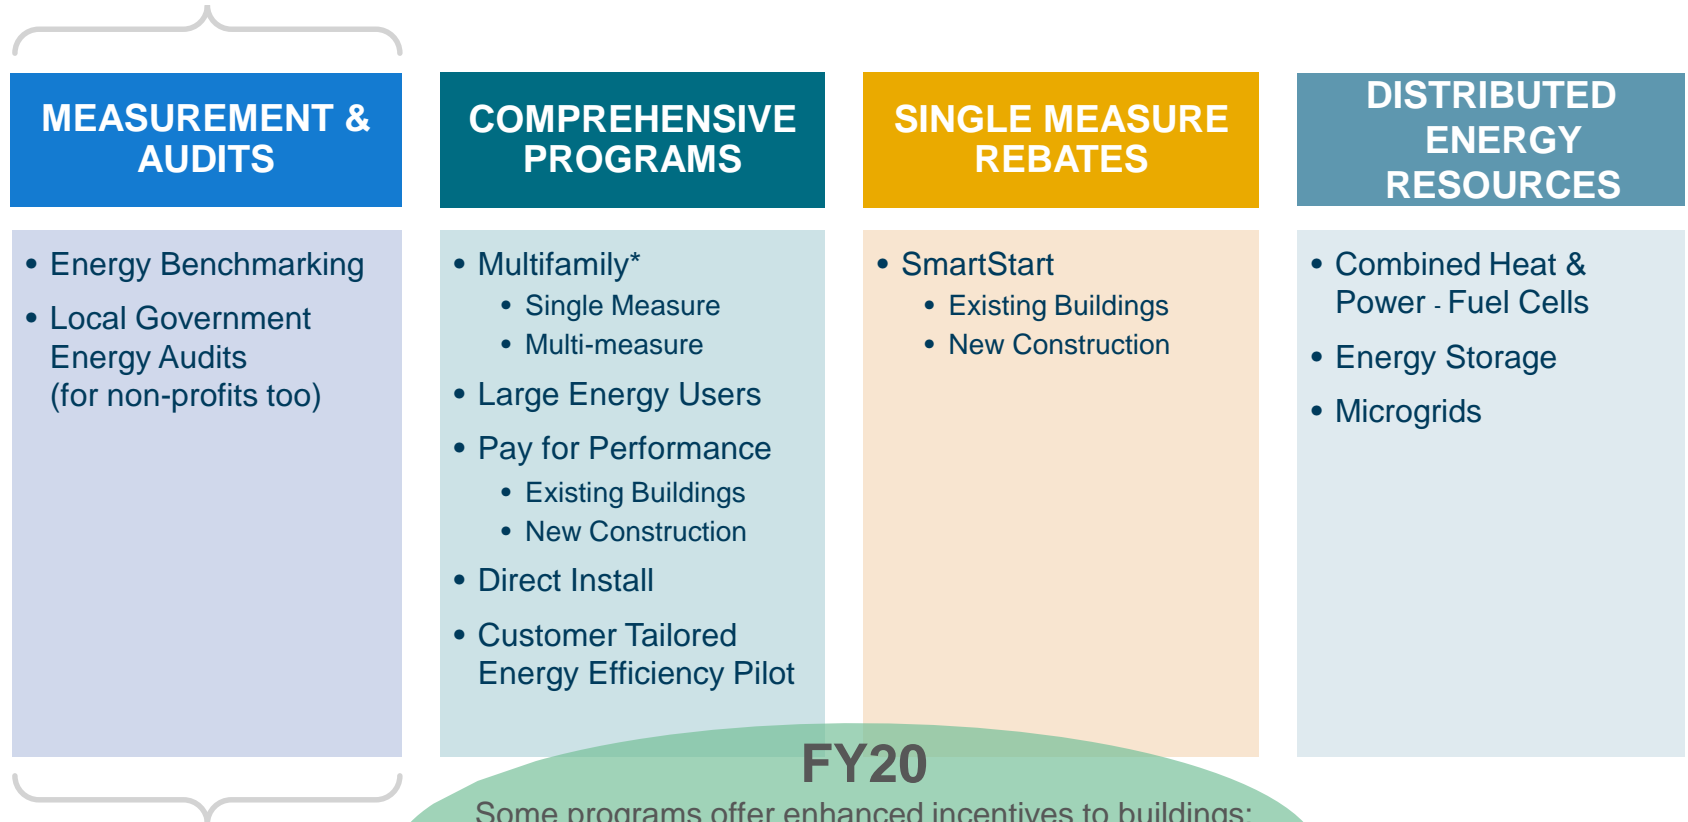 MEASUREMENT &
AUDITS
• Energy Benchmarking
• Local Government
Energy Audits
(for non-profits too)
COMPREHENSIVE
PROGRAMS
• Multifamily*
• Single Measure
• Multi-measure
• Large Energy Users
• Pay for Performance
• Existing Buildings
• New Construction
• Direct Install
• Customer Tailored
Energy Efficiency Pilot
SINGLE MEASURE
REBATES
• SmartStart
• Existing Buildings
• New Construction
DISTRIBUTED
ENERGY
RESOURCES
• Combined Heat &
Power - Fuel Cells
• Energy Storage
• Microgrids
FY20
Some programs offer enhanced incentives to buildings: